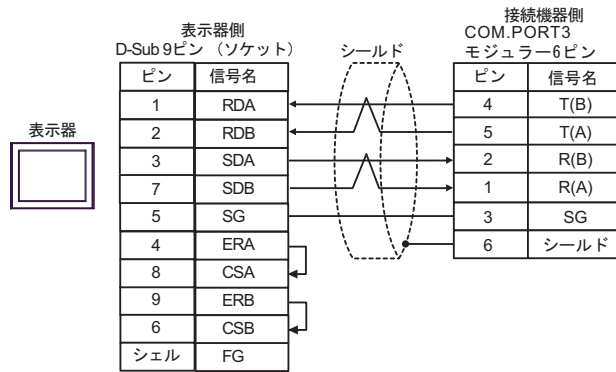 表示器側
D-Sub 9ピン （ソケット）
シールド
接続機器側
COM.PORT3
モジュラー6ピン
表示器
ピン 信号名
1 RDA
2 RDB
3 SDA
7 SDB
5 SG
4 ERA
8 CSA
9 ERB
6 CSB
シェル FG
ピン 信号名
4 T(B)
5 T(A)
2 R(B)
1 R(A)
3 SG
6 シールド